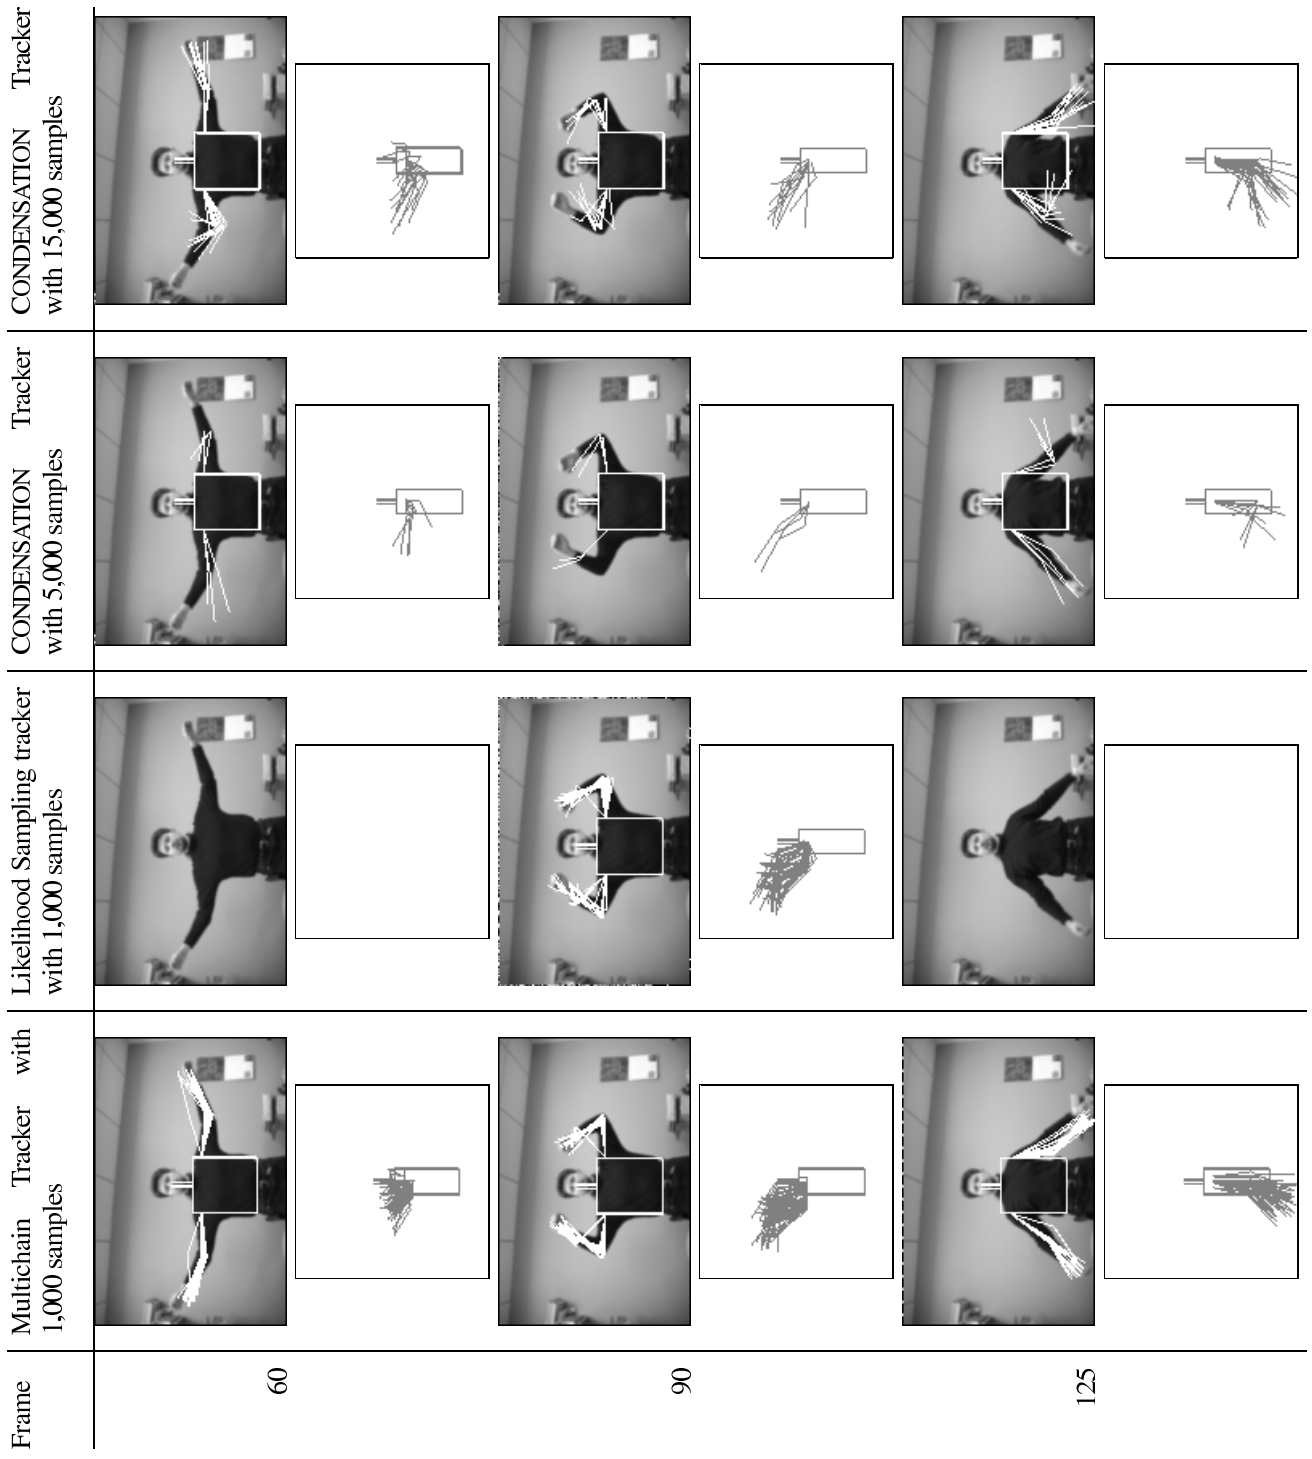 Frame
Multichain Tracker with
1,000 samples
Likelihood Sampling tracker
with 1,000 samples
CONDENSATION Tracker
with 5,000 samples
CONDENSATION Tracker
with 15,000 samples
60
90
125